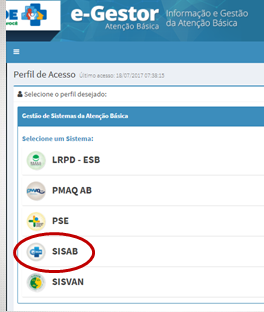 DE
VOCÊ
e-Gestor
Atenção Básica
Informação e Gestão
da Atenção Básica
Perfil de Acesso Último acesso: 18/07/2017 07:38:15
Selecione o perfil desejado:
Gestão de Sistemas da Atenção Básica
Selecione um Sistema:
LRPD - ESB
PMAQ AB
PSE
SISAB
SISVAN